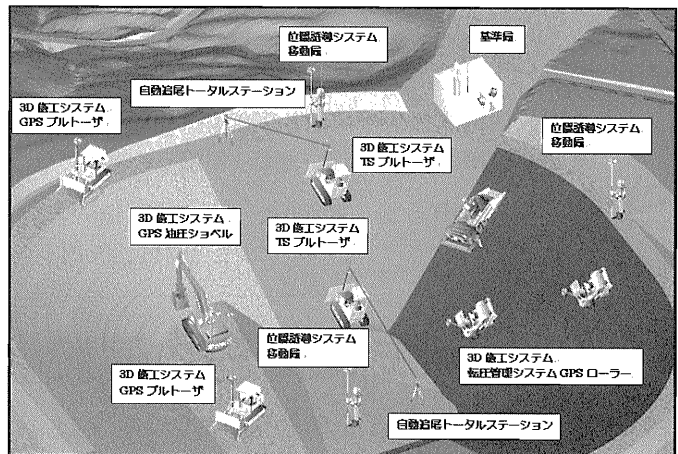 位置誘導システム
移動局
基準局
自動追尾トータルステーション
3D 施工システム
GPS ブルトーザ
位置誘導システム
移動局
3D 施工システム
TS ブルトーザ
3D 施工システム
GPS 油圧ショベル
3D 施工システム
TS ブルトーザ
位置誘導システム
移動局
3D 施工システム
転圧管理システム GPS ローラー
3D 施工システム
GPS ブルトーザ
自動追尾トータルステーション